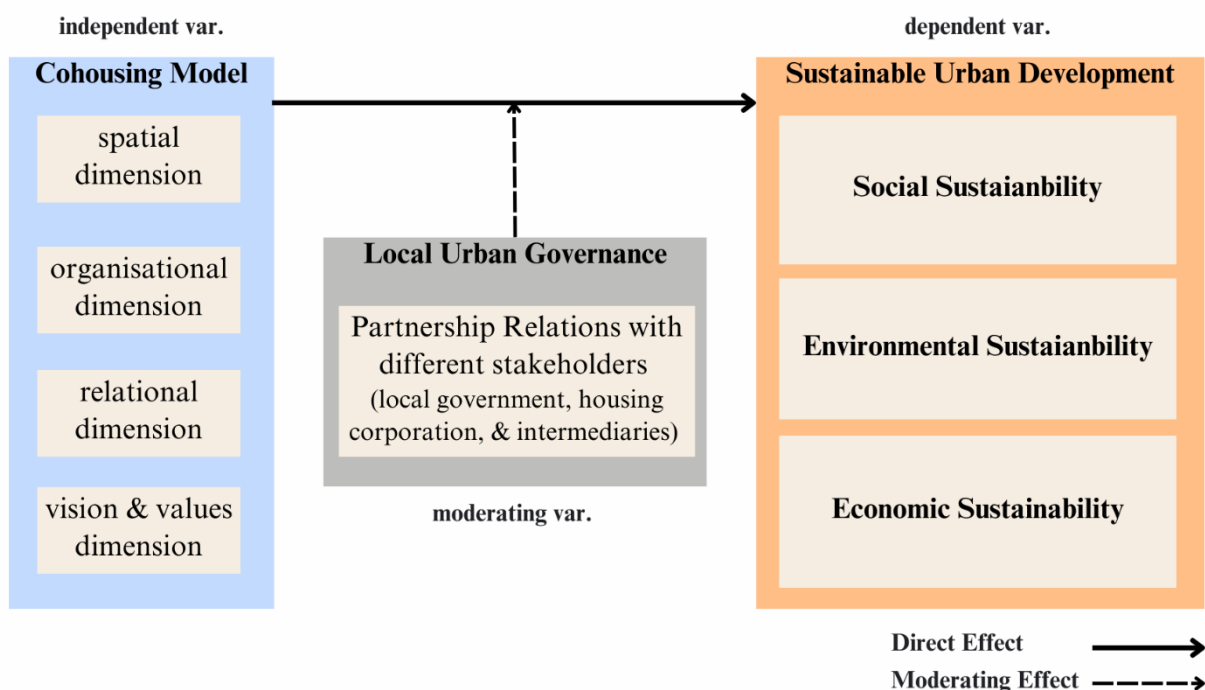 independent var.
Cohousing Model
spatial
dimension
organisational
dimension
relational
dimension
vision & values
dimension
Local Urban Governance
Partnership Relations with
different stakeholders
(local government, housing
corporation, & intermediaries)
moderating var.
dependent var.
Sustainable Urban Development
Social Sustaianbility
Environmental Sustaianbility
Economic Sustainability
Direct Effect
Moderating Effect